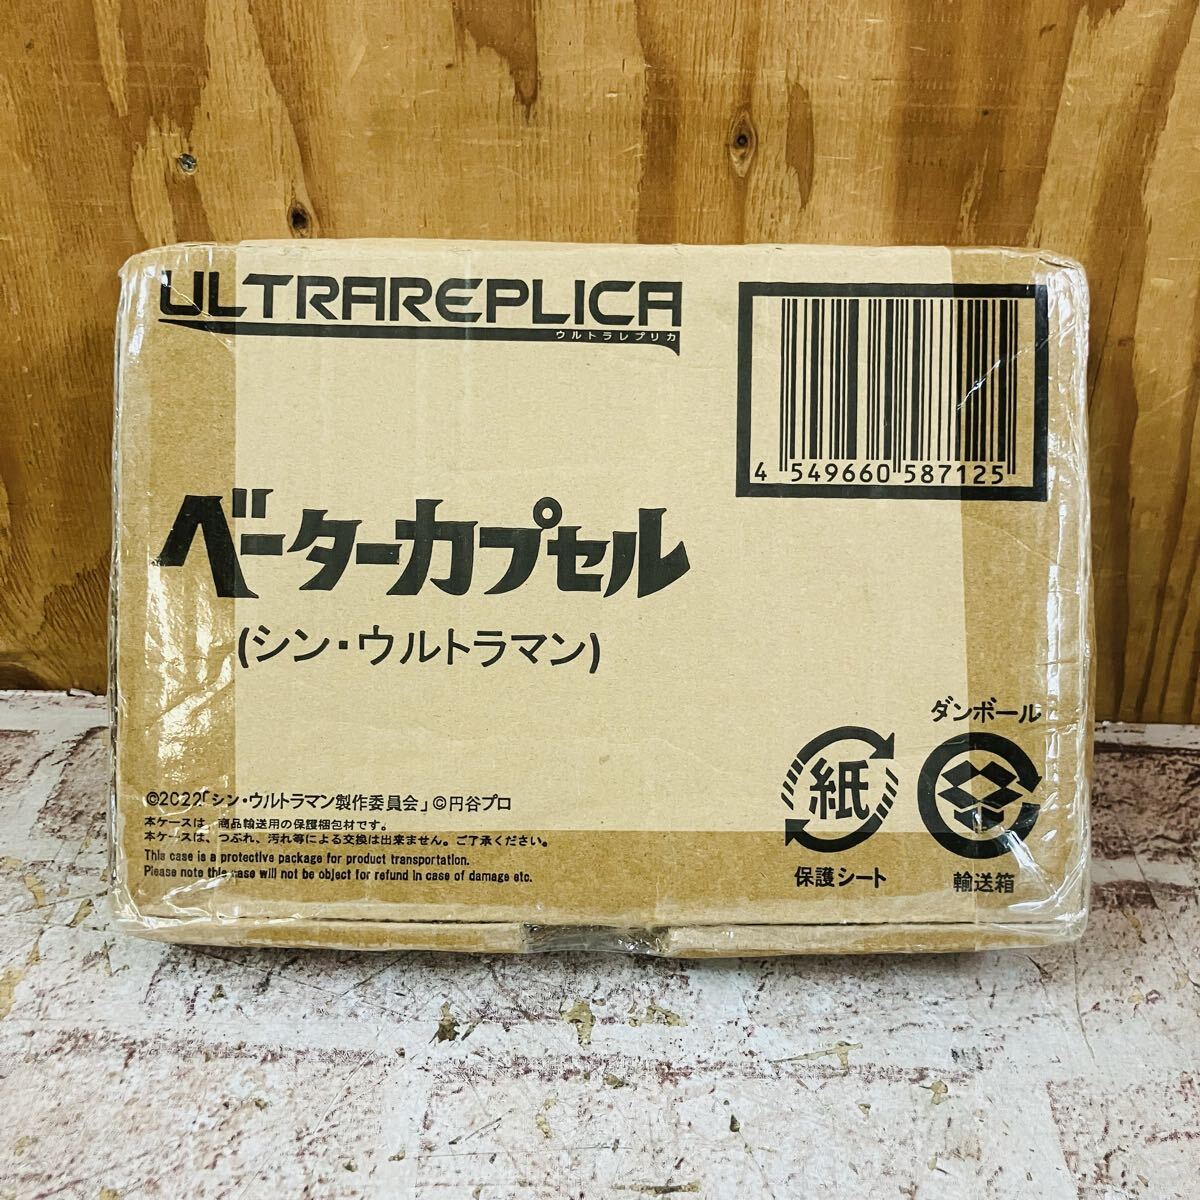 ULTRAREPLICA
ウルトラレプリカ
4 549660 587125
ベーターカプセル
(シン・ウルトラマン)
ダンボール
紙
保護シート
輸送箱
©2022「シン・ウルトラマン製作委員会」©円谷プロ
本ケースは、商品輸送用の保護梱包材です。
本ケースは、つぶれ、汚れ等による交換は出来ません。ご了承ください。
This case is a protective package for product transportation.
Please note this case will not be object for refund in case of damage etc.